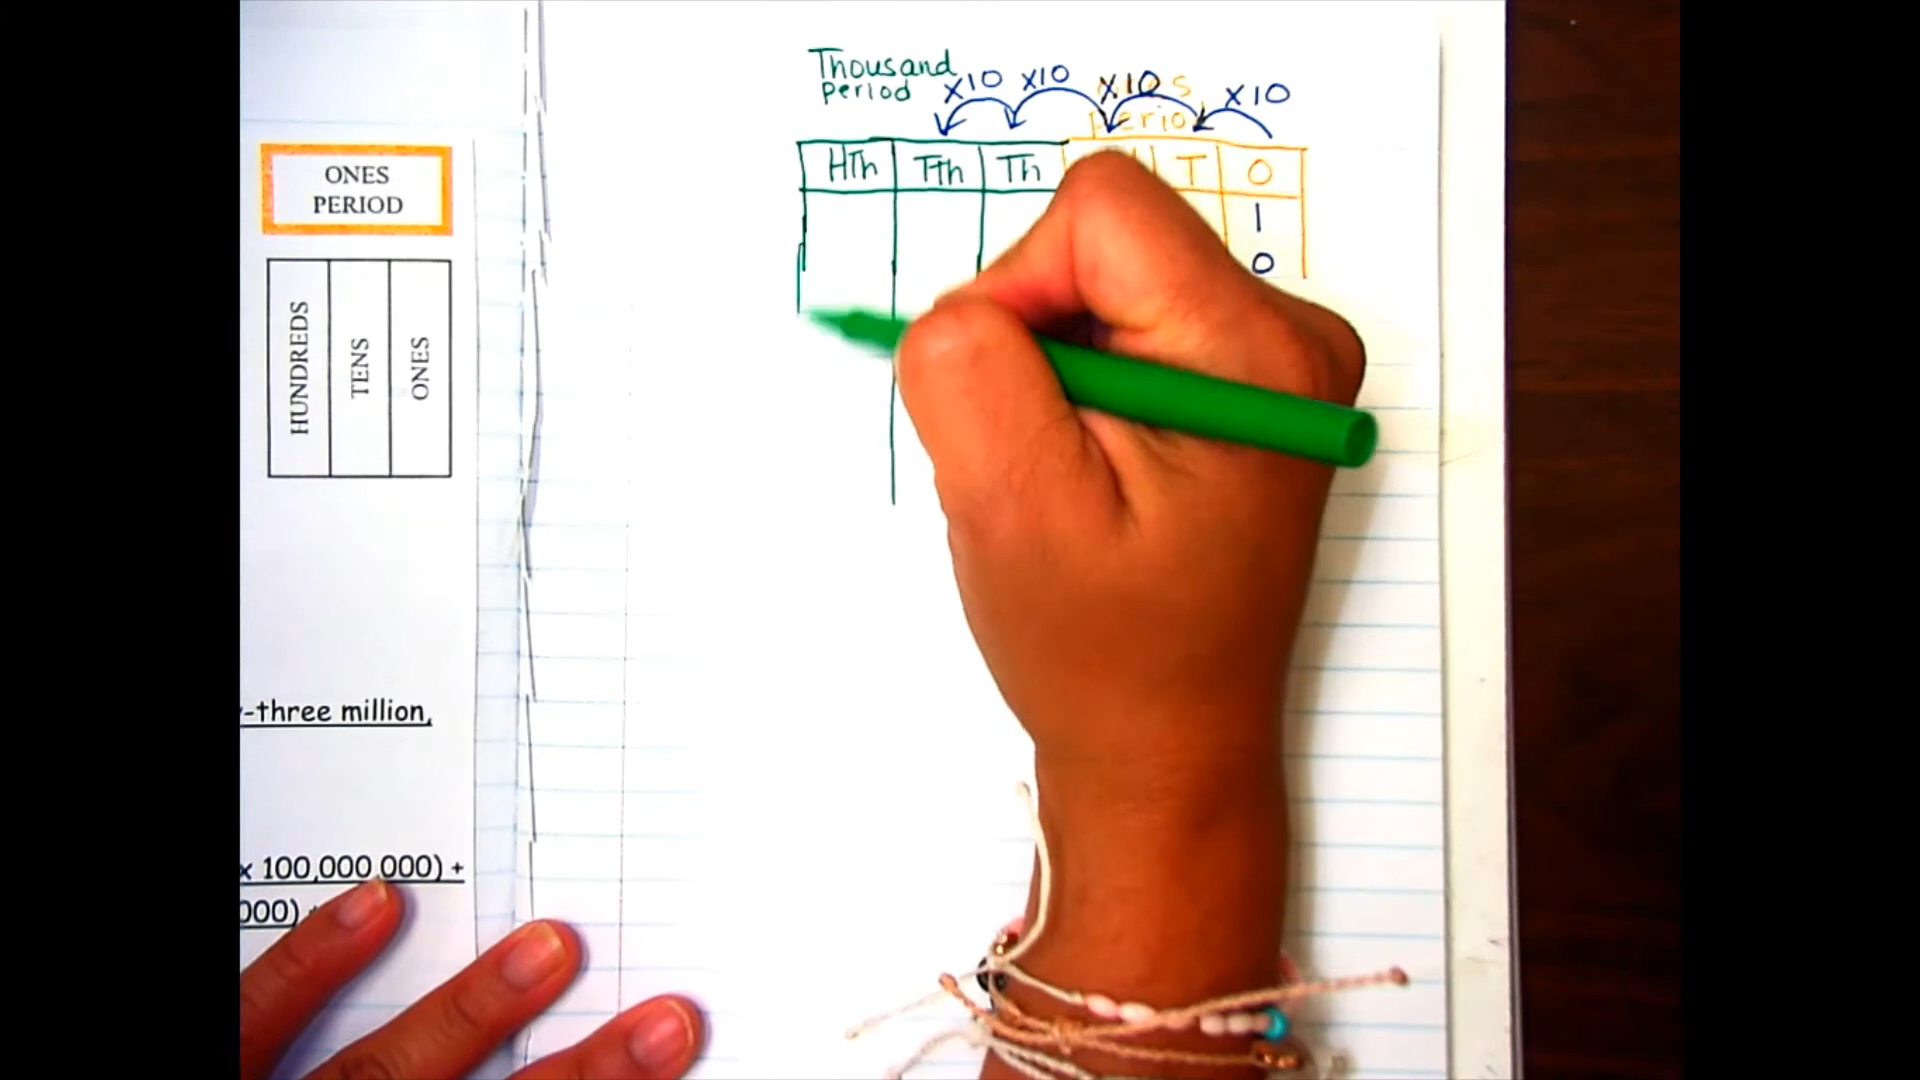 ONES
PERIOD
HUNDREDS
TENS
ONES
-three million,
x 100,000,000) +
000)
Thousand
period
x10 x10 x10 x10
HTh TTh Th T O
1
0